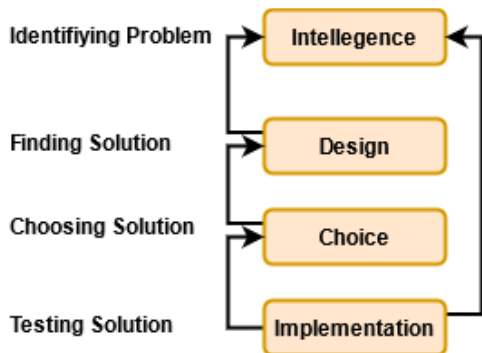 Identifiying Problem
Intellegence
Finding Solution
Design
Choosing Solution
Choice
Testing Solution
Implementation